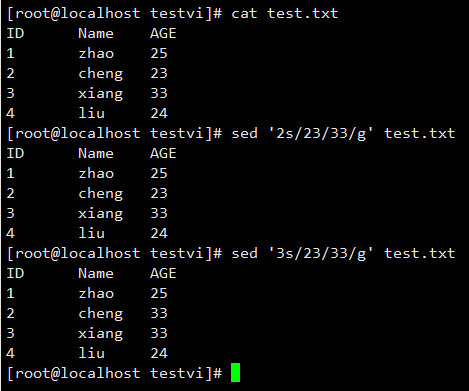 [root@localhost testvi]# cat test.txt
ID      Name    AGE
1       zhao    25
2       cheng   23
3       xiang   33
4       liu     24
[root@localhost testvi]# sed '2s/23/33/g' test.txt
ID      Name    AGE
1       zhao    25
2       cheng   23
3       xiang   33
4       liu     24
[root@localhost testvi]# sed '3s/23/33/g' test.txt
ID      Name    AGE
1       zhao    25
2       cheng   33
3       xiang   33
4       liu     24
[root@localhost testvi]#